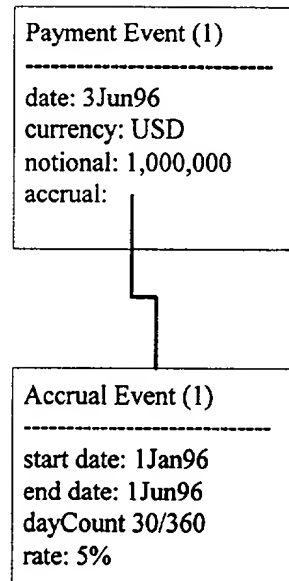 Payment Event (1)
date: 3Jun96
currency: USD
notional: 1,000,000
accrual:
Accrual Event (1)
start date: 1Jan96
end date: 1Jun96
dayCount 30/360
rate: 5%